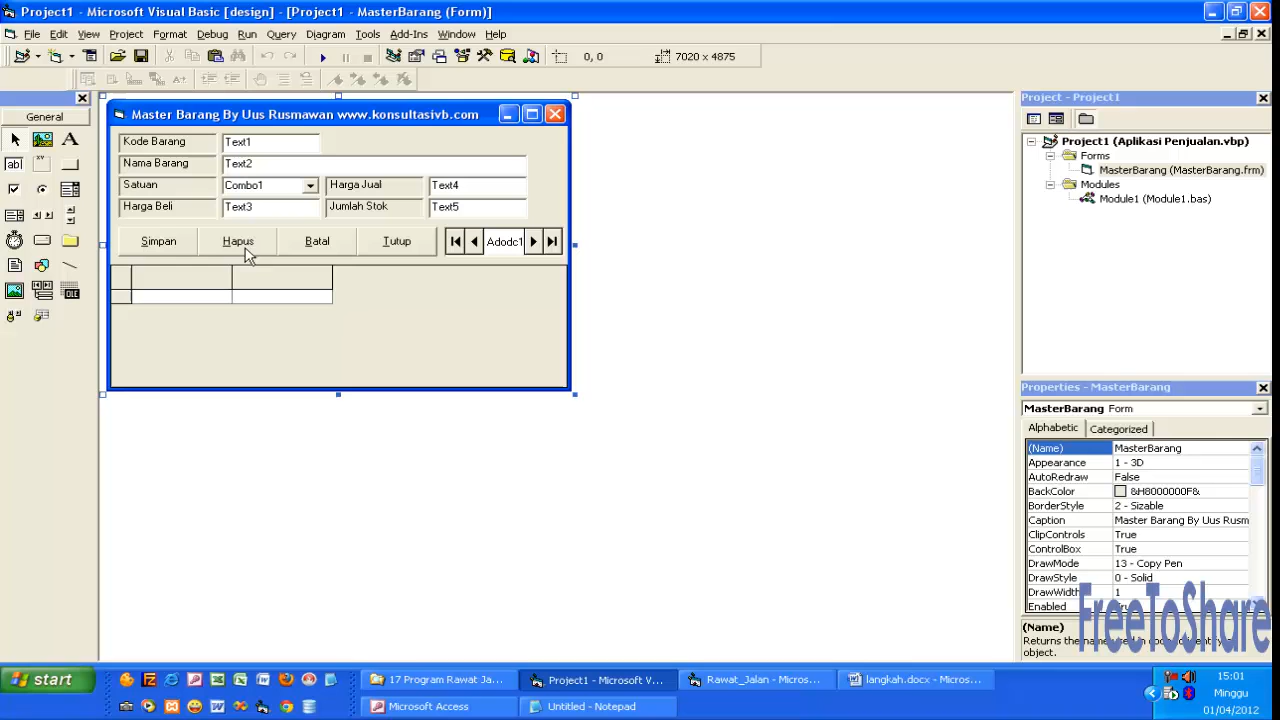 Project1 - Microsoft Visual Basic [design] - [Project1 - MasterBarang (Form)]
File Edit View Project Format Debug Run Query Diagram Tools Add-Ins Window Help
0, 0 7020 x 4875
General
Master Barang By Uus Rusmawan www.konsultasivb.com
Kode Barang Text1
Nama Barang Text2
Satuan Combo1 Harga Jual Text4
Harga Beli Text3 Jumlah Stok Text5
Simpan Hapus Batal Tutup Adodc1
Project - Project1
Project1 (Aplikasi Penjualan.vbp)
Forms
MasterBarang (MasterBarang.frm)
Modules
Module1 (Module1.bas)
Properties - MasterBarang
MasterBarang Form
Alphabetic Categorized
(Name) MasterBarang
Appearance 1 - 3D
AutoRedraw False
BackColor &H8000000F&
BorderStyle 2 - Sizable
Caption Master Barang By Uus Rusm
ClipControls True
ControlBox True
DrawMode 13 - Copy Pen
DrawStyle 0 - Solid
DrawWidth 1
Enabled
FreeToShare
(Name)
Returns the
object.
start 17 Program Rawat Ja... Project1 - Microsoft V... Rawat_Jalan - Micros... langkah.docx - Micros...
Microsoft Access Untitled - Notepad
15:01
Minggu
01/04/2012